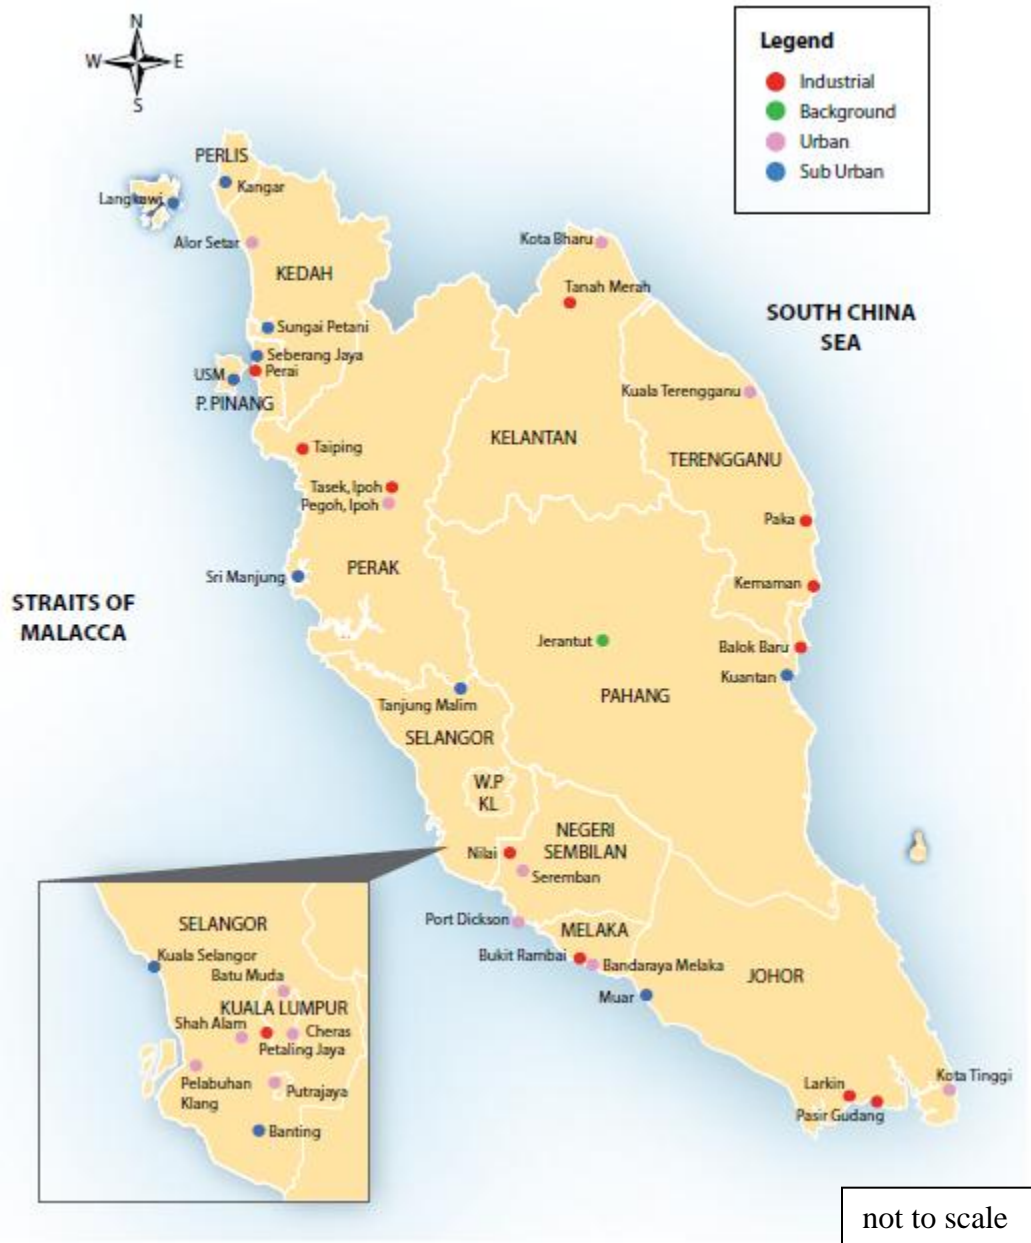 N
W
E
S
Legend
Industrial
Background
Urban
Sub Urban
PERLIS
Kangar
Langkawi
Alor Setar
KEDAH
Kota Bharu
Tanah Merah
SOUTH CHINA
SEA
Sungai Petani
Seberang Jaya
USM
Perai
P. PINANG
Kuala Terengganu
KELANTAN
TERENGGANU
Taiping
Tasek, Ipoh
Pegoh, Ipoh
Paka
PERAK
Sri Manjung
Kemaman
STRAITS OF
MALACCA
Jerantut
Balok Baru
Kuantan
PAHANG
Tanjung Malim
SELANGOR
W.P
KL
NEGERI
SEMBILAN
Nilai
Seremban
Port Dickson
MELAKA
Bukit Rambai
Bandaraya Melaka
Muar
JOHOR
Larkin
Pasir Gudang
Kota Tinggi
SELANGOR
Kuala Selangor
Batu Muda
KUALA LUMPUR
Shah Alam
Cheras
Petaling Jaya
Pelabuhan
Klang
Putrajaya
Banting
not to scale